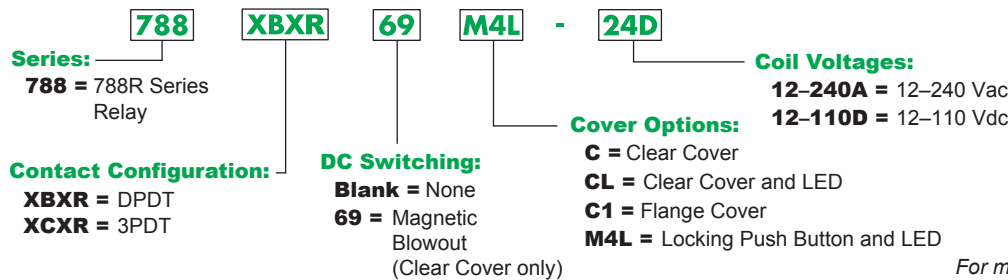 788 XBXR 69 M4L - 24D
Series:
788 = 788R Series
Relay
Contact Configuration:
XBXR = DPDT
XCXR = 3PDT
DC Switching:
Blank = None
69 = Magnetic
Blowout
(Clear Cover only)
Cover Options:
C = Clear Cover
CL = Clear Cover and LED
C1 = Flange Cover
M4L = Locking Push Button and LED
Coil Voltages:
12–240A = 12–240 Vac
12–110D = 12–110 Vdc
For m